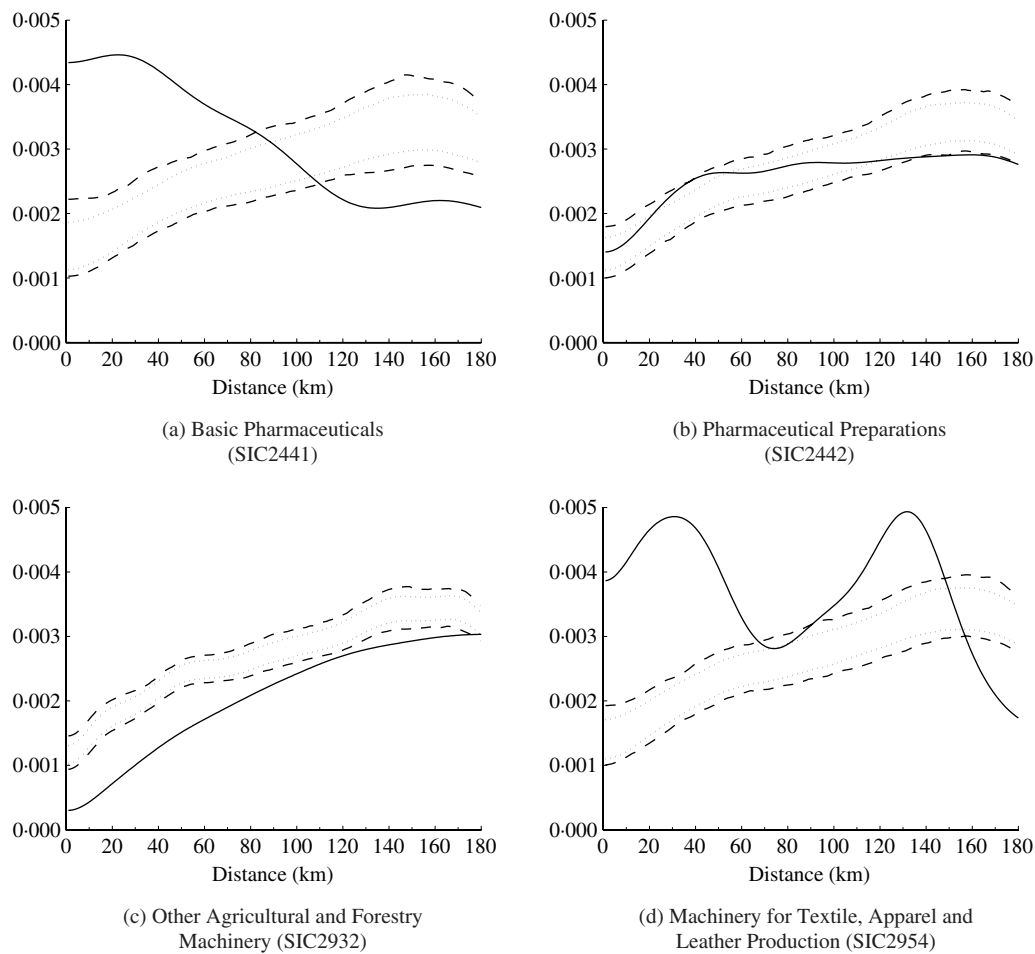 0·005
0·004
0·003
0·002
0·001
0·000
0 20 40 60 80 100 120 140 160 180
Distance (km)
(a) Basic Pharmaceuticals
(SIC2441)
0·005
0·004
0·003
0·002
0·001
0·000
0 20 40 60 80 100 120 140 160 180
Distance (km)
(b) Pharmaceutical Preparations
(SIC2442)
0·005
0·004
0·003
0·002
0·001
0·000
0 20 40 60 80 100 120 140 160 180
Distance (km)
(c) Other Agricultural and Forestry
Machinery (SIC2932)
0·005
0·004
0·003
0·002
0·001
0·000
0 20 40 60 80 100 120 140 160 180
Distance (km)
(d) Machinery for Textile, Apparel and
Leather Production (SIC2954)